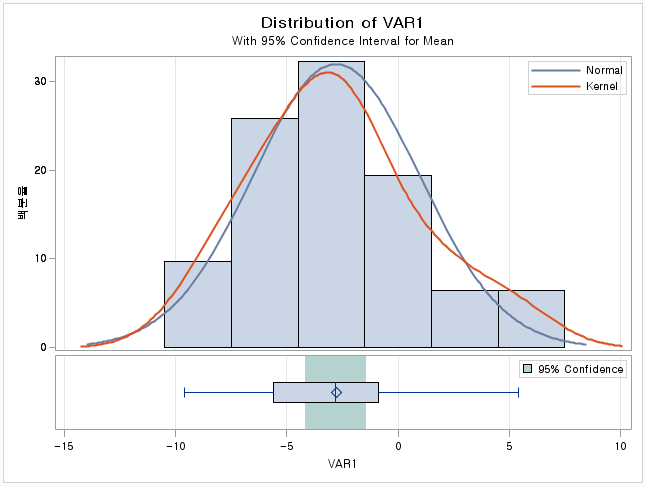 Distribution of VAR1
With 95% Confidence Interval for Mean
Normal
Kernel
백분율
30
20
10
0
95% Confidence
-15 -10 -5 0 5 10
VAR1